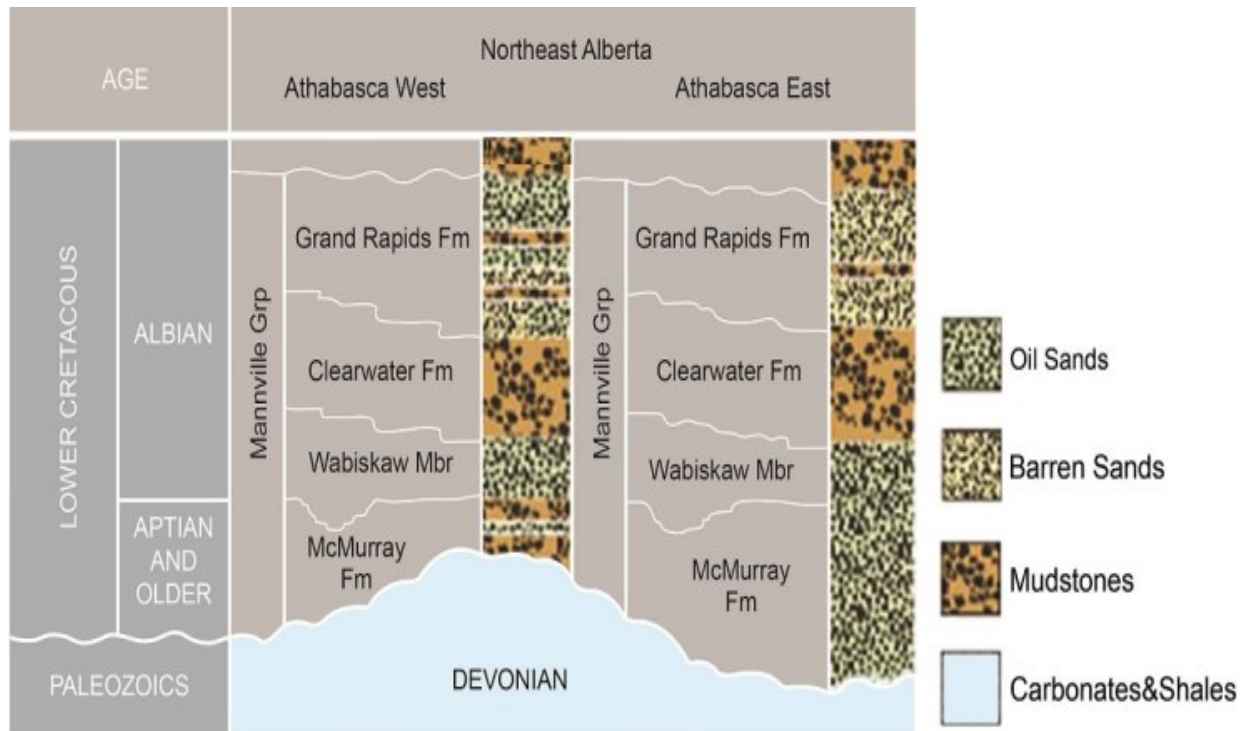 AGE
Northeast Alberta
Athabasca West
Athabasca East
LOWER CRETACOUS
ALBIAN
APTIAN
AND
OLDER
PALEOZOICS
Mannville Grp
Grand Rapids Fm
Clearwater Fm
Wabiskaw Mbr
McMurray
Fm
Mannville Grp
Grand Rapids Fm
Clearwater Fm
Wabiskaw Mbr
McMurray
Fm
DEVONIAN
Oil Sands
Barren Sands
Mudstones
Carbonates&Shales